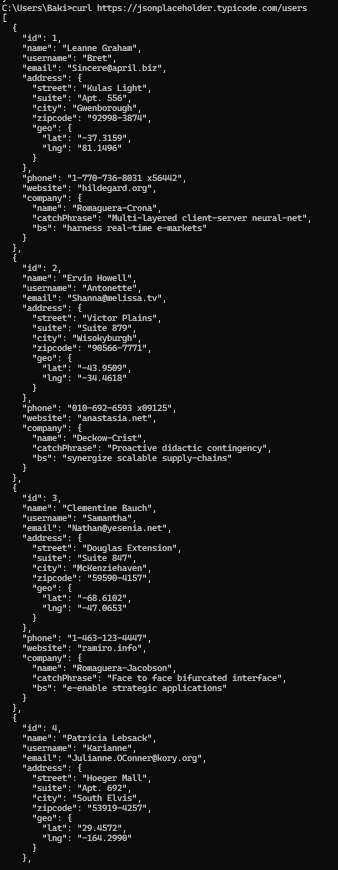 C:\Users\Baki>curl https://jsonplaceholder.typicode.com/users
[
  {
    "id": 1,
    "name": "Leanne Graham",
    "username": "Bret",
    "email": "Sincere@april.biz",
    "address": {
      "street": "Kulas Light",
      "suite": "Apt. 556",
      "city": "Gwenborough",
      "zipcode": "92998-3874",
      "geo": {
        "lat": "-37.3159",
        "lng": "81.1496"
      }
    },
    "phone": "1-770-736-8031 x56442",
    "website": "hildegard.org",
    "company": {
      "name": "Romaguera-Crona",
      "catchPhrase": "Multi-layered client-server neural-net",
      "bs": "harness real-time e-markets"
    }
  },
  {
    "id": 2,
    "name": "Ervin Howell",
    "username": "Antonette",
    "email": "Shanna@melissa.tv",
    "address": {
      "street": "Victor Plains",
      "suite": "Suite 879",
      "city": "Wisokyburgh",
      "zipcode": "90566-7771",
      "geo": {
        "lat": "-43.9509",
        "lng": "-34.4618"
      }
    },
    "phone": "010-692-6593 x09125",
    "website": "anastasia.net",
    "company": {
      "name": "Deckow-Crist",
      "catchPhrase": "Proactive didactic contingency",
      "bs": "synergize scalable supply-chains"
    }
  },
  {
    "id": 3,
    "name": "Clementine Bauch",
    "username": "Samantha",
    "email": "Nathan@yesenia.net",
    "address": {
      "street": "Douglas Extension",
      "suite": "Suite 847",
      "city": "McKenziehaven",
      "zipcode": "59590-4157",
      "geo": {
        "lat": "-68.6102",
        "lng": "-47.0653"
      }
    },
    "phone": "1-463-123-4447",
    "website": "ramiro.info",
    "company": {
      "name": "Romaguera-Jacobson",
      "catchPhrase": "Face to face bifurcated interface",
      "bs": "e-enable strategic applications"
    }
  },
  {
    "id": 4,
    "name": "Patricia Lebsack",
    "username": "Karianne",
    "email": "Julianne.OConner@kory.org",
    "address": {
      "street": "Hoeger Mall",
      "suite": "Apt. 692",
      "city": "South Elvis",
      "zipcode": "53919-4257",
      "geo": {
        "lat": "29.4572",
        "lng": "-164.2990"
      }
    },